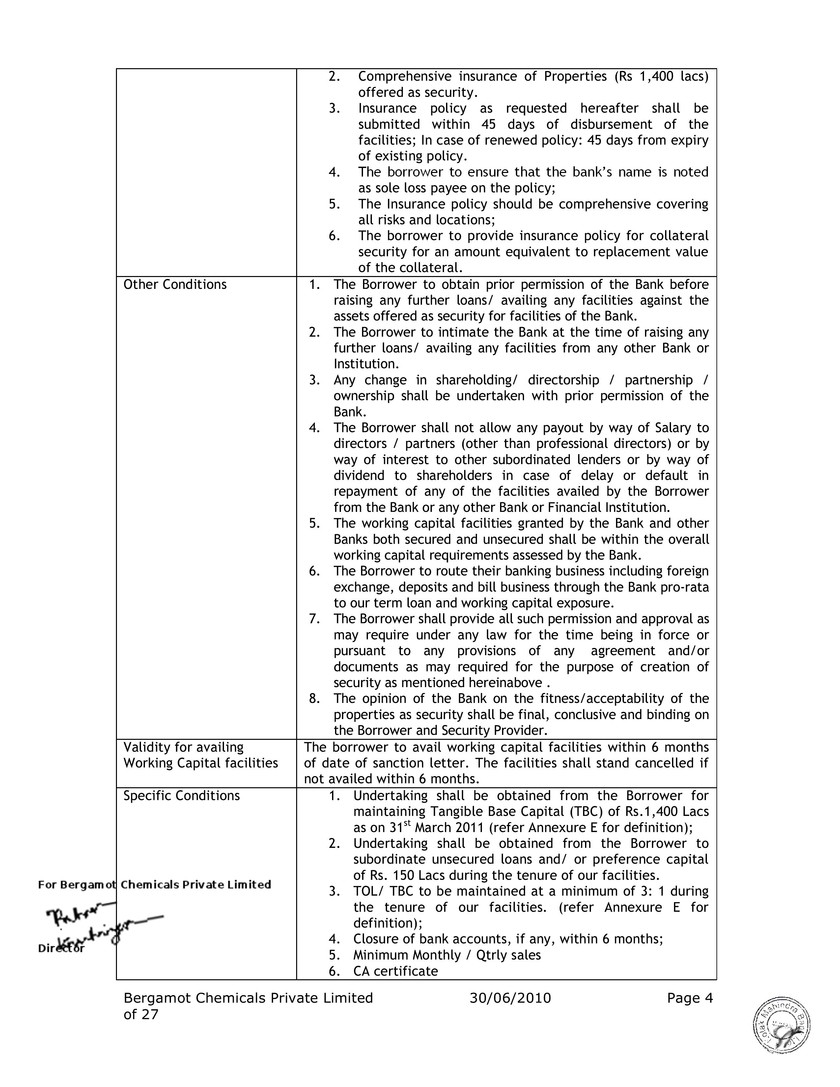 2. Comprehensive insurance of Properties (Rs 1,400 lacs)
offered as security.
3. Insurance policy as requested hereafter shall be
submitted within 45 days of disbursement of the
facilities; In case of renewed policy: 45 days from expiry
of existing policy.
4. The borrower to ensure that the bank’s name is noted
as sole loss payee on the policy;
5. The Insurance policy should be comprehensive covering
all risks and locations;
6. The borrower to provide insurance policy for collateral
security for an amount equivalent to replacement value
of the collateral.
Other Conditions
1. The Borrower to obtain prior permission of the Bank before
raising any further loans/ availing any facilities against the
assets offered as security for facilities of the Bank.
2. The Borrower to intimate the Bank at the time of raising any
further loans/ availing any facilities from any other Bank or
Institution.
3. Any change in shareholding/ directorship / partnership /
ownership shall be undertaken with prior permission of the
Bank.
4. The Borrower shall not allow any payout by way of Salary to
directors / partners (other than professional directors) or by
way of interest to other subordinated lenders or by way of
dividend to shareholders in case of delay or default in
repayment of any of the facilities availed by the Borrower
from the Bank or any other Bank or Financial Institution.
5. The working capital facilities granted by the Bank and other
Banks both secured and unsecured shall be within the overall
working capital requirements assessed by the Bank.
6. The Borrower to route their banking business including foreign
exchange, deposits and bill business through the Bank pro-rata
to our term loan and working capital exposure.
7. The Borrower shall provide all such permission and approval as
may require under any law for the time being in force or
pursuant to any provisions of any agreement and/or
documents as may required for the purpose of creation of
security as mentioned hereinabove .
8. The opinion of the Bank on the fitness/acceptability of the
properties as security shall be final, conclusive and binding on
the Borrower and Security Provider.
Validity for availing
Working Capital facilities
The borrower to avail working capital facilities within 6 months
of date of sanction letter. The facilities shall stand cancelled if
not availed within 6 months.
Specific Conditions
1. Undertaking shall be obtained from the Borrower for
maintaining Tangible Base Capital (TBC) of Rs.1,400 Lacs
as on 31st March 2011 (refer Annexure E for definition);
2. Undertaking shall be obtained from the Borrower to
subordinate unsecured loans and/ or preference capital
of Rs. 150 Lacs during the tenure of our facilities.
3. TOL/ TBC to be maintained at a minimum of 3: 1 during
the tenure of our facilities. (refer Annexure E for
definition);
4. Closure of bank accounts, if any, within 6 months;
5. Minimum Monthly / Qtrly sales
6. CA certificate
For Bergamot Chemicals Private Limited
Director
Bergamot Chemicals Private Limited 30/06/2010 Page 4
of 27